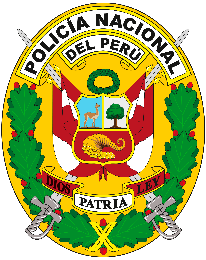 POLICÍA NACIONAL
DEL PERÚ
DIOS
PATRIA
LEY